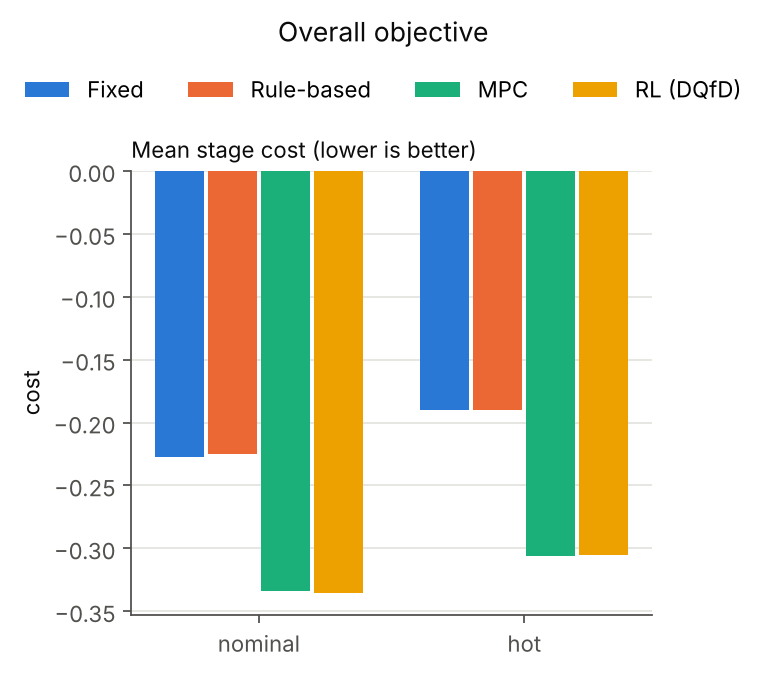 Overall objective
Fixed Rule-based MPC RL (DQfD)
Mean stage cost (lower is better)
0.00
−0.05
−0.10
−0.15
cost
−0.20
−0.25
−0.30
−0.35
nominal hot